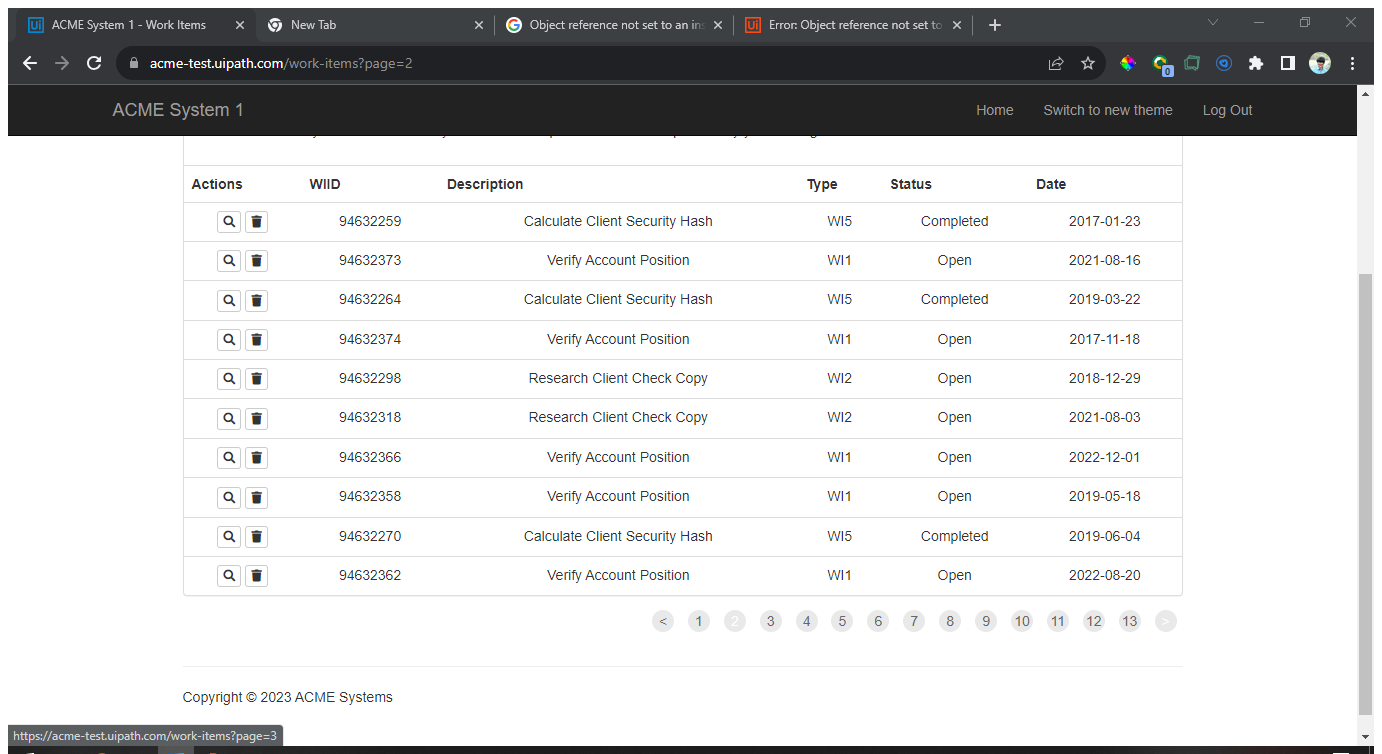 Ui ACME System 1 - Work Items New Tab Object reference not set to an ins Ui Error: Object reference not set to
acme-test.uipath.com/work-items?page=2 0
ACME System 1 Home Switch to new theme Log Out
Actions WIID Description Type Status Date
94632259 Calculate Client Security Hash WI5 Completed 2017-01-23
94632373 Verify Account Position WI1 Open 2021-08-16
94632264 Calculate Client Security Hash WI5 Completed 2019-03-22
94632374 Verify Account Position WI1 Open 2017-11-18
94632298 Research Client Check Copy WI2 Open 2018-12-29
94632318 Research Client Check Copy WI2 Open 2021-08-03
94632366 Verify Account Position WI1 Open 2022-12-01
94632358 Verify Account Position WI1 Open 2019-05-18
94632270 Calculate Client Security Hash WI5 Completed 2019-06-04
94632362 Verify Account Position WI1 Open 2022-08-20
< 1 2 3 4 5 6 7 8 9 10 11 12 13 >
Copyright © 2023 ACME Systems
https://acme-test.uipath.com/work-items?page=3